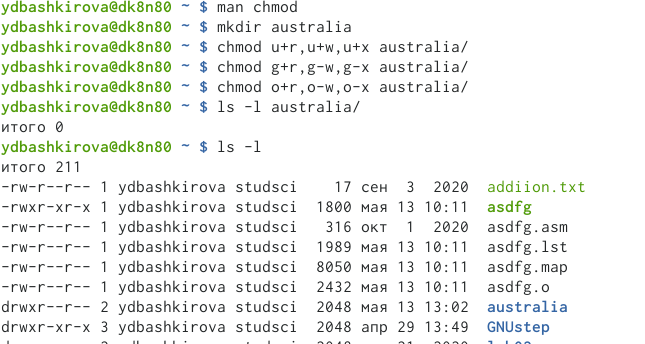 ydbashkirova@dk8n80 ~ $ man chmod
ydbashkirova@dk8n80 ~ $ mkdir australia
ydbashkirova@dk8n80 ~ $ chmod u+r,u+w,u+x australia/
ydbashkirova@dk8n80 ~ $ chmod g+r,g-w,g-x australia/
ydbashkirova@dk8n80 ~ $ chmod o+r,o-w,o-x australia/
ydbashkirova@dk8n80 ~ $ ls -l australia/
итого 0
ydbashkirova@dk8n80 ~ $ ls -l
итого 211
-rw-r--r-- 1 ydbashkirova studsci    17 сен  3  2020  addiion.txt
-rwxr-xr-x 1 ydbashkirova studsci  1800 мая 13 10:11  asdfg
-rw-r--r-- 1 ydbashkirova studsci   316 окт  1  2020  asdfg.asm
-rw-r--r-- 1 ydbashkirova studsci  1989 мая 13 10:11  asdfg.lst
-rw-r--r-- 1 ydbashkirova studsci  8050 мая 13 10:11  asdfg.map
-rw-r--r-- 1 ydbashkirova studsci  2432 мая 13 10:11  asdfg.o
drwxr--r-- 2 ydbashkirova studsci  2048 мая 13 13:02  australia
drwxr-xr-x 3 ydbashkirova studsci  2048 апр 29 13:49  GNUstep